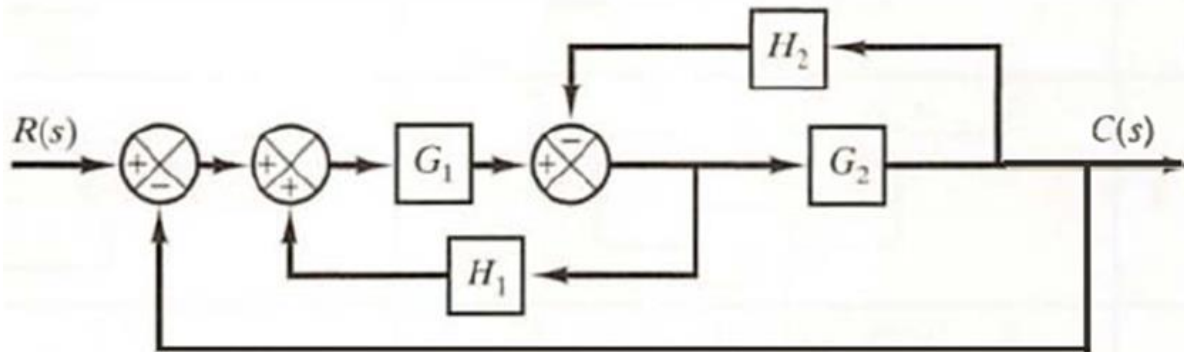 H₂
R(s)
C(s)
+
−
+
+
G₁
+
−
G₂
H₁